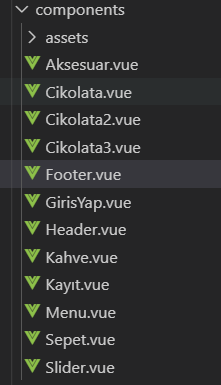 components
assets
Aksesuar.vue
Cikolata.vue
Cikolata2.vue
Cikolata3.vue
Footer.vue
GirisYap.vue
Header.vue
Kahve.vue
Kayıt.vue
Menu.vue
Sepet.vue
Slider.vue